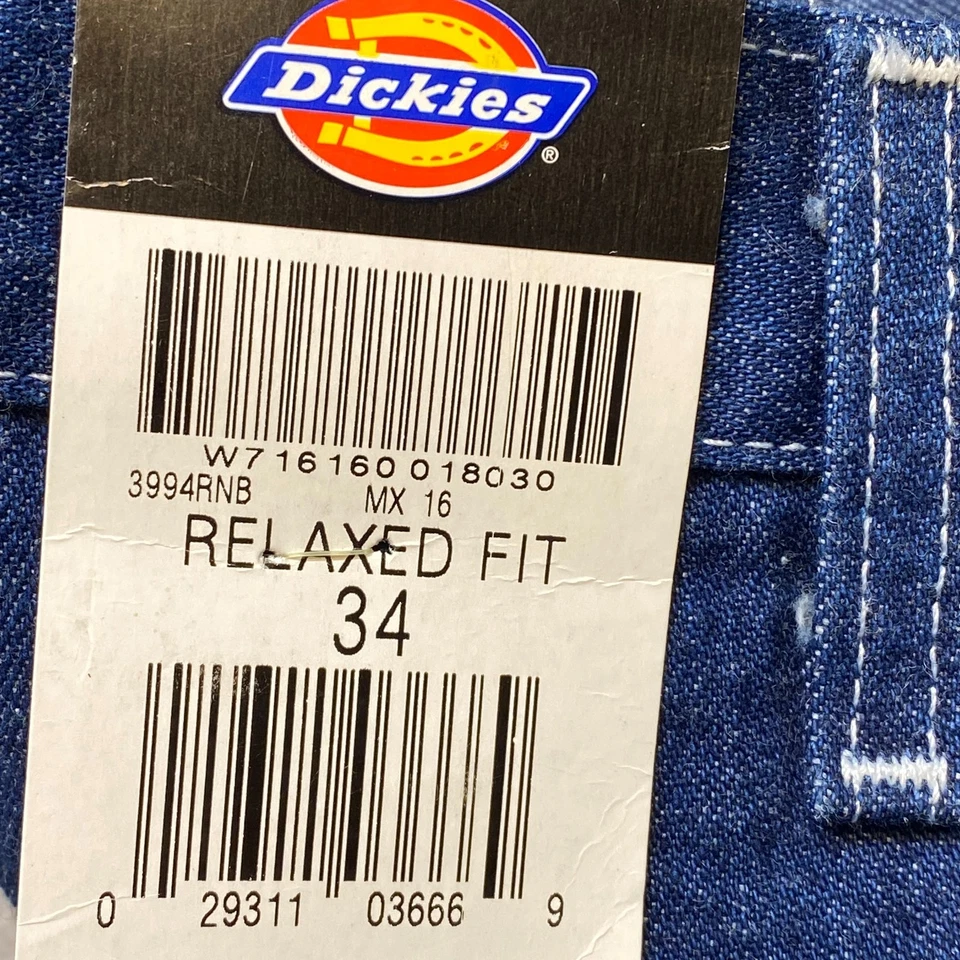 Dickies
®
W716160018030
3994RNB MX 16
RELAXED FIT
34
0 29311 03666 9